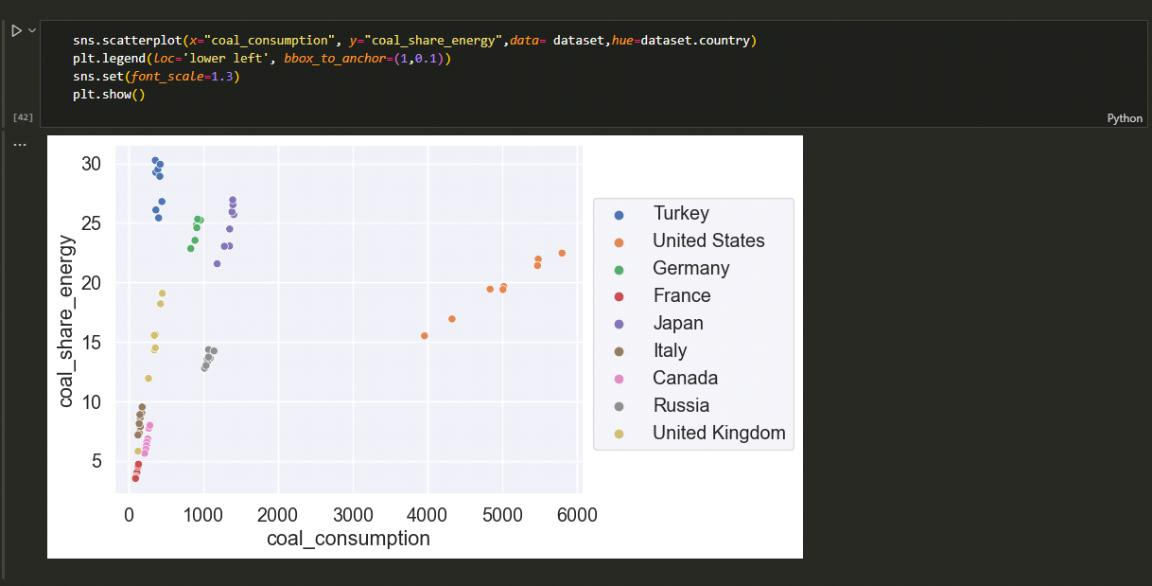 sns.scatterplot(x="coal_consumption", y="coal_share_energy",data= dataset,hue=dataset.country)
plt.legend(loc='lower left', bbox_to_anchor=(1,0.1))
sns.set(font_scale=1.3)
plt.show()
[42]
Python
...
30
25
20
15
10
5
coal_share_energy
0 1000 2000 3000 4000 5000 6000
coal_consumption
Turkey
United States
Germany
France
Japan
Italy
Canada
Russia
United Kingdom